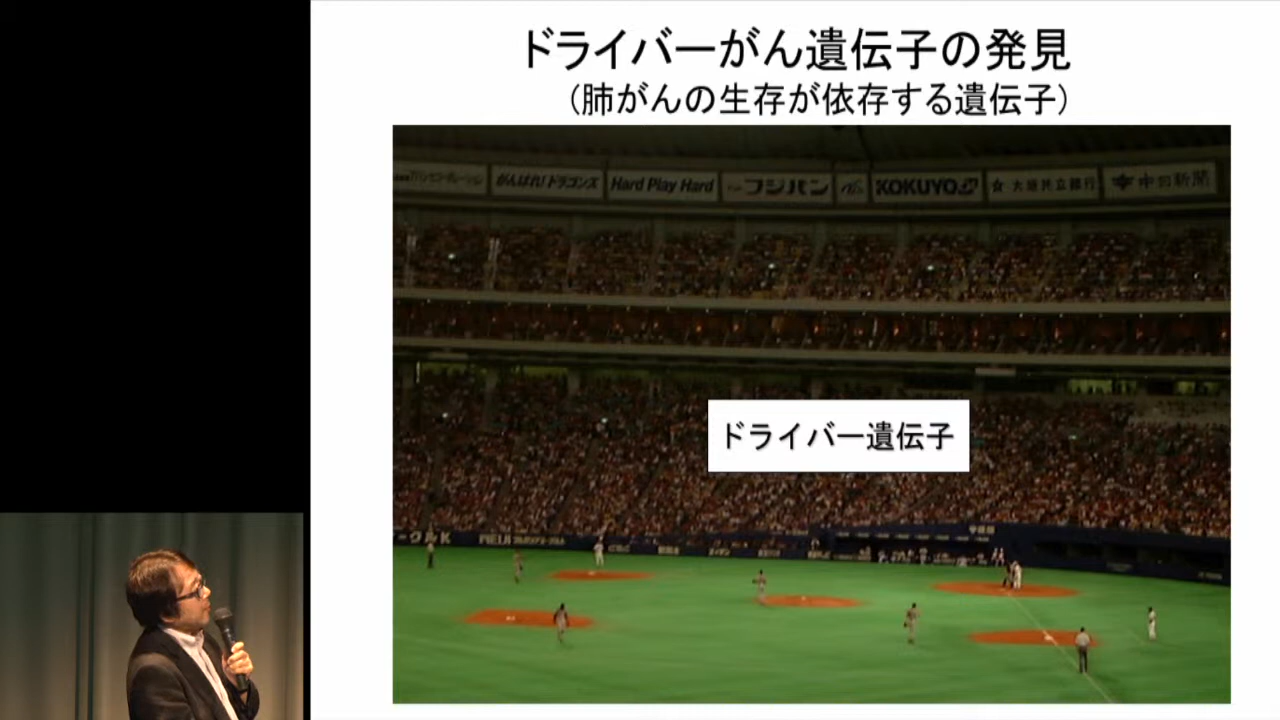 ドライバーがん遺伝子の発見
（肺がんの生存が依存する遺伝子）
がんばれ！ドラゴンズ
Hard Play Hard
フジパン
KOKUYO
大垣共立銀行
中日新聞
ドライバー遺伝子